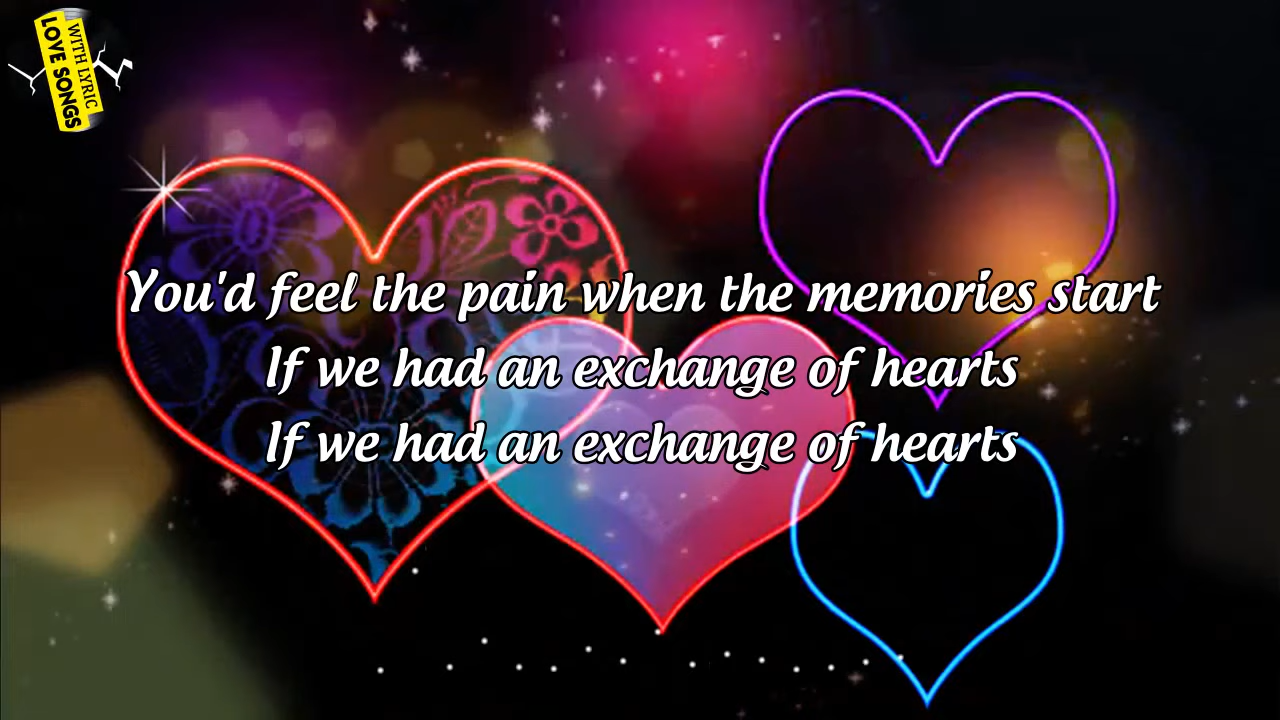 WITH LYRIC
LOVE SONGS
You'd feel the pain when the memories start
If we had an exchange of hearts
If we had an exchange of hearts